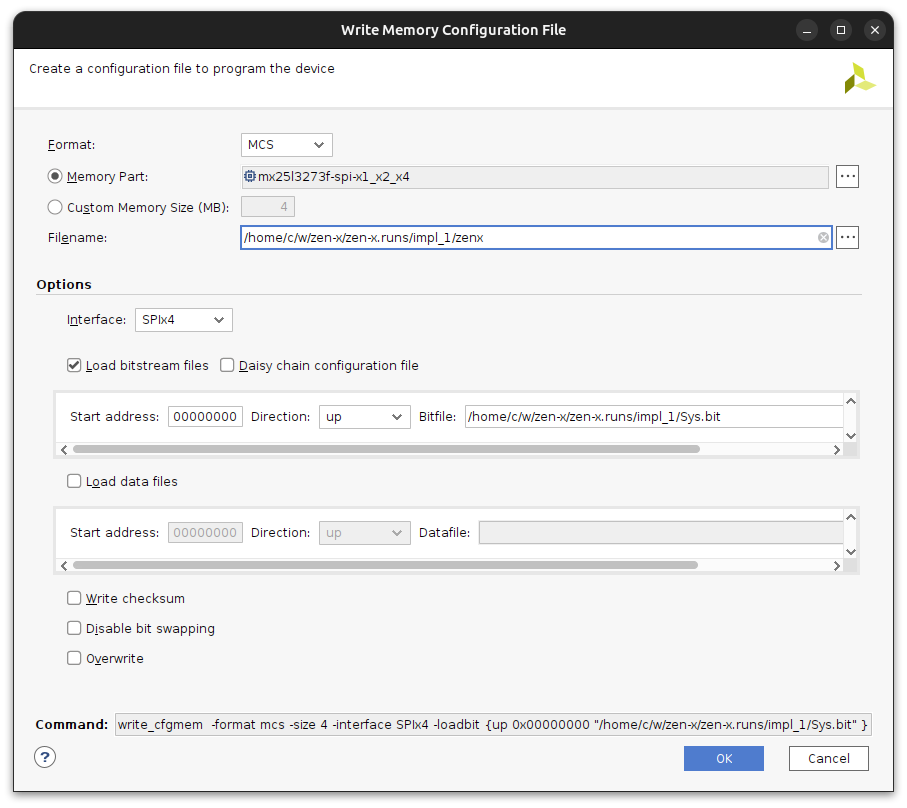 Write Memory Configuration File
Create a configuration file to program the device
Format: MCS
Memory Part: mx25l3273f-spi-x1_x2_x4 ...
Custom Memory Size (MB): 4
Filename: /home/c/w/zen-x/zen-x.runs/impl_1/zenx ...
Options
Interface: SPIx4
Load bitstream files Daisy chain configuration file
Start address: 00000000 Direction: up Bitfile: /home/c/w/zen-x/zen-x.runs/impl_1/Sys.bit
Load data files
Start address: 00000000 Direction: up Datafile:
Write checksum
Disable bit swapping
Overwrite
Command: write_cfgmem -format mcs -size 4 -interface SPIx4 -loadbit {up 0x00000000 "/home/c/w/zen-x/zen-x.runs/impl_1/Sys.bit" }
? OK Cancel